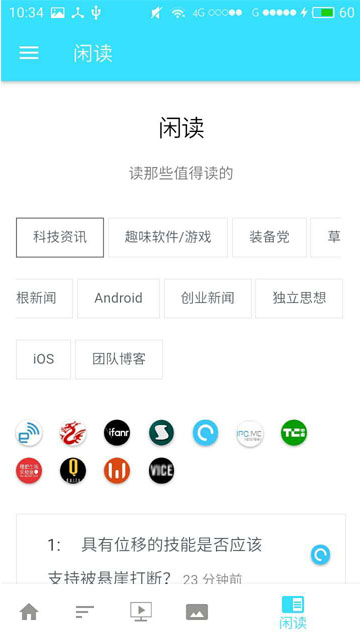 10:34 4G G 60
闲读
闲读
读那些值得读的
科技资讯 趣味软件/游戏 装备党 草
根新闻 Android 创业新闻 独立思想
iOS 团队博客
ifanr
VICE
1: 具有位移的技能是否应该
支持被悬崖打断? 23 分钟前
闲读